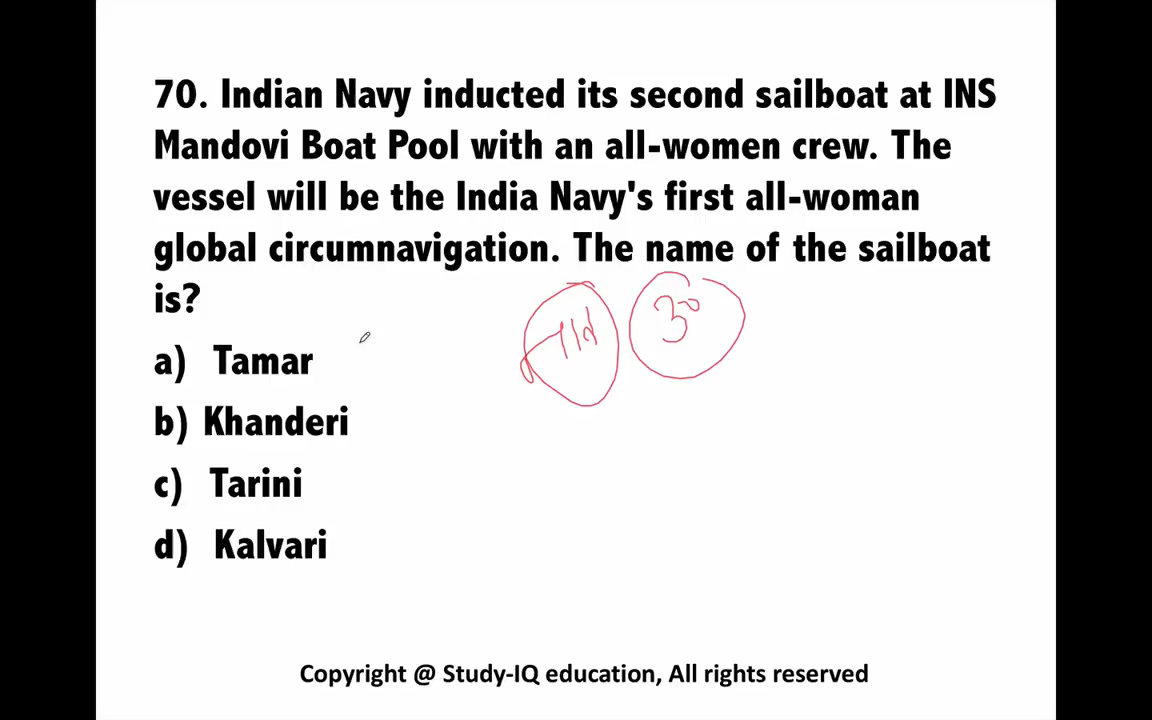 70. Indian Navy inducted its second sailboat at INS
Mandovi Boat Pool with an all-women crew. The
vessel will be the India Navy's first all-woman
global circumnavigation. The name of the sailboat
is?
30
a) Tamar
b) Khanderi
c) Tarini
d) Kalvari
Copyright @ Study-IQ education, All rights reserved